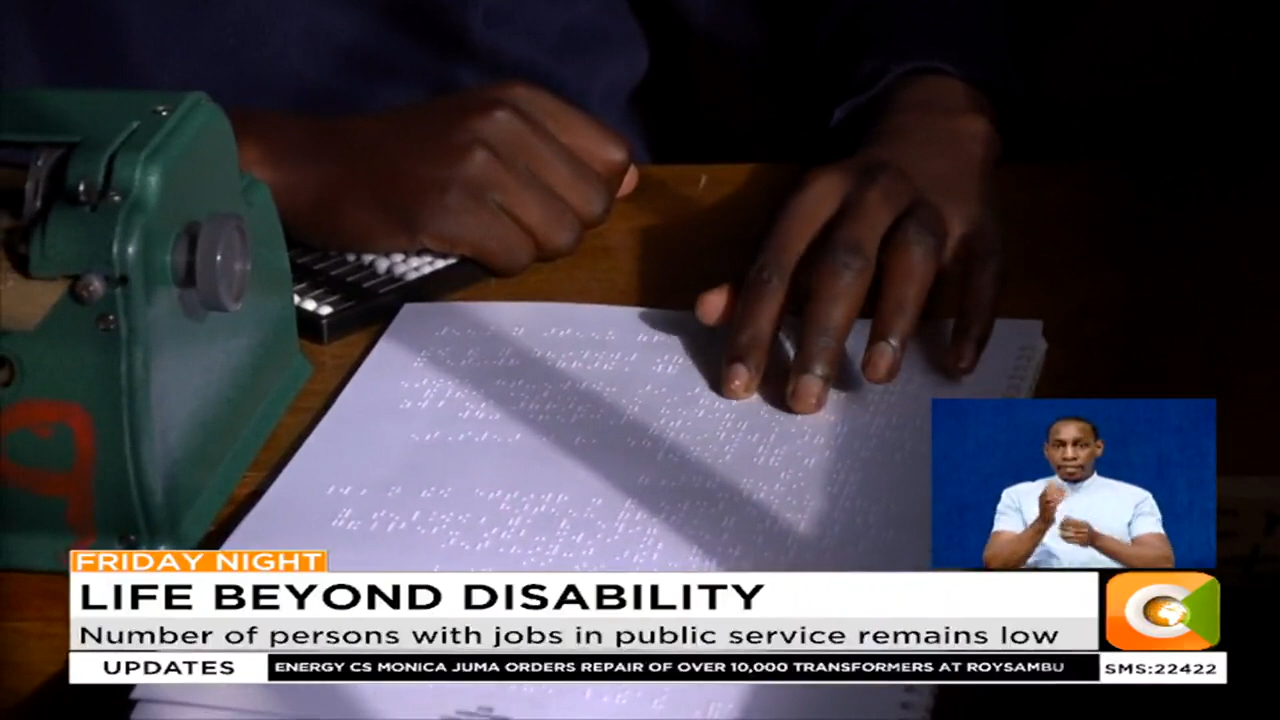 FRIDAY NIGHT
LIFE BEYOND DISABILITY
Number of persons with jobs in public service remains low
UPDATES
ENERGY CS MONICA JUMA ORDERS REPAIR OF OVER 10,000 TRANSFORMERS AT ROYSAMBU
SMS:22422